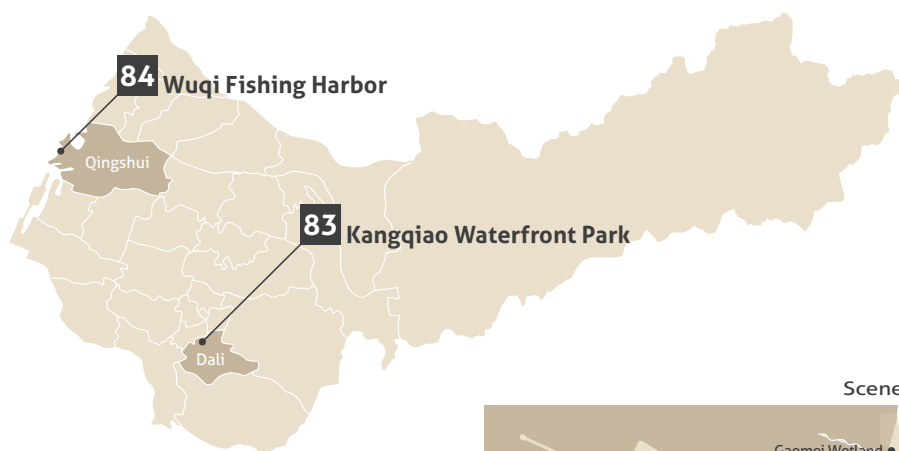 84 Wuqi Fishing Harbor
Qingshui
83 Kangqiao Waterfront Park
Dali
Scene
Gaomei Wetland